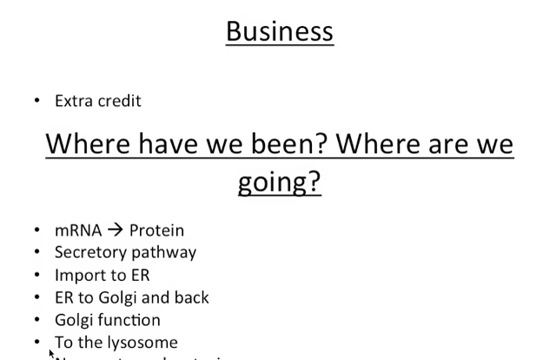 Business
• Extra credit
Where have we been? Where are we
going?
• mRNA → Protein
• Secretory pathway
• Import to ER
• ER to Golgi and back
• Golgi function
• To the lysosome